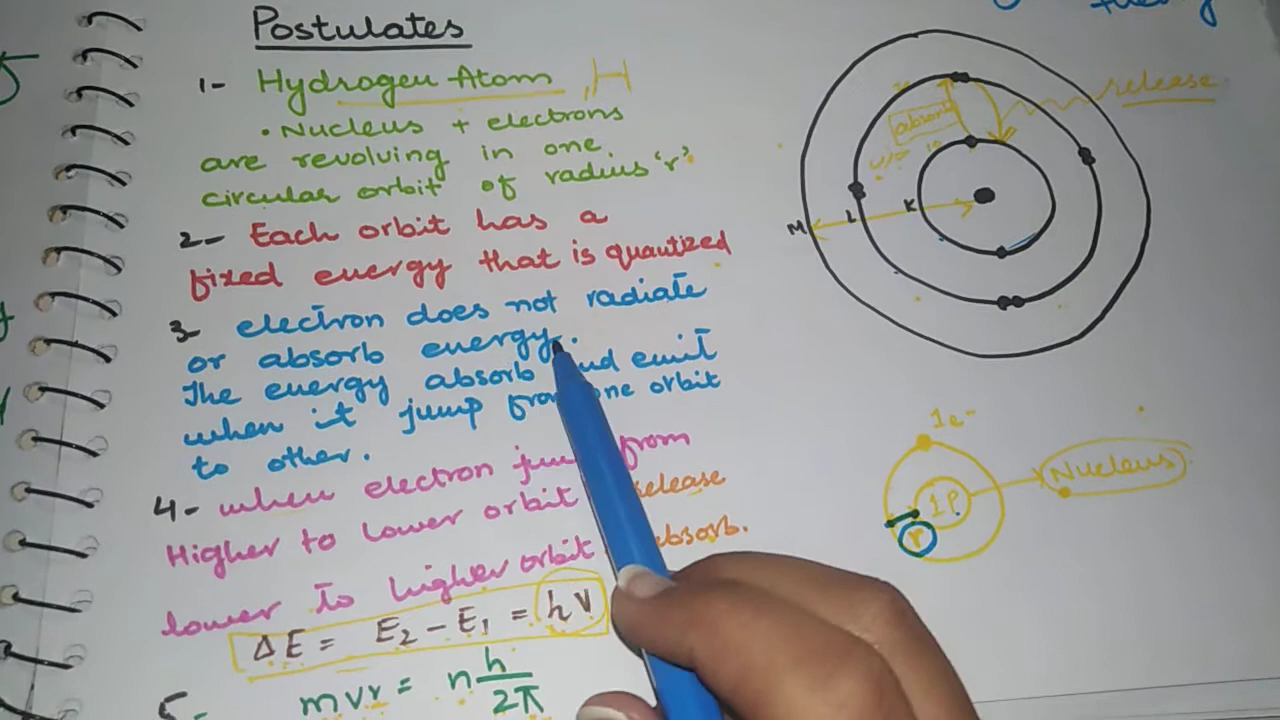 theory
Postulates
1- Hydrogen Atom, H
• Nucleus + electrons
are revolving in one
circular orbit of radius 'r'
2- Each orbit has a
fixed energy that is quantized
3- electron does not radiate
or absorb energy.
The energy absorb and emit
when it jump from one orbit
to other.
4- when electron jump from
Higher to lower orbit release
lower to higher orbit absorb.
ΔE = E₂ - E₁ = hν
5- mvr = n h/2π
release
absorb
M L K
1e-
1P
Nucleus
r